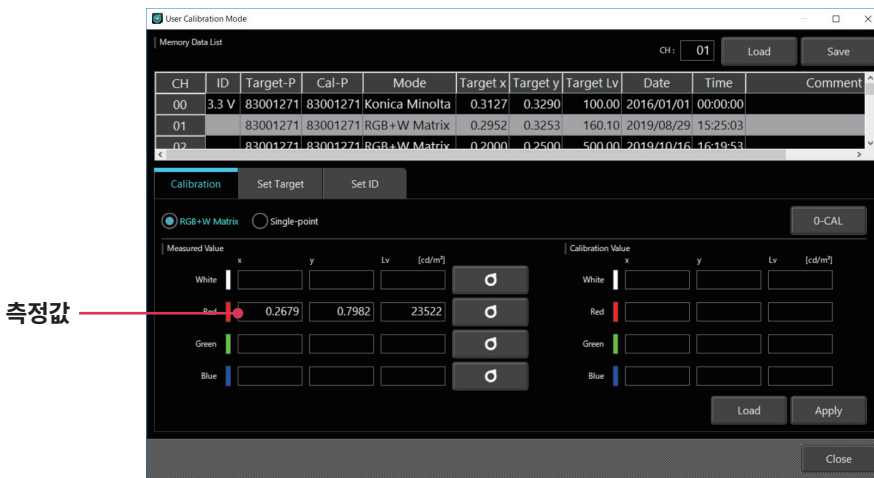 User Calibration Mode
Memory Data List
CH : 01 Load Save
CH ID Target-P Cal-P Mode Target x Target y Target Lv Date Time Comment
00 3.3 V 83001271 83001271 Konica Minolta 0.3127 0.3290 100.00 2016/01/01 00:00:00
01 83001271 83001271 RGB+W Matrix 0.2952 0.3253 160.10 2019/08/29 15:25:03
02 83001271 83001271 RGB+W Matrix 0.2000 0.2500 500.00 2019/10/16 16:19:53
Calibration Set Target Set ID
RGB+W Matrix Single-point 0-CAL
Measured Value Calibration Value
x y Lv [cd/m²] x y Lv [cd/m²]
White White
측정값 Red 0.2679 0.7982 23522 Red
Green Green
Blue Blue
Load Apply
Close